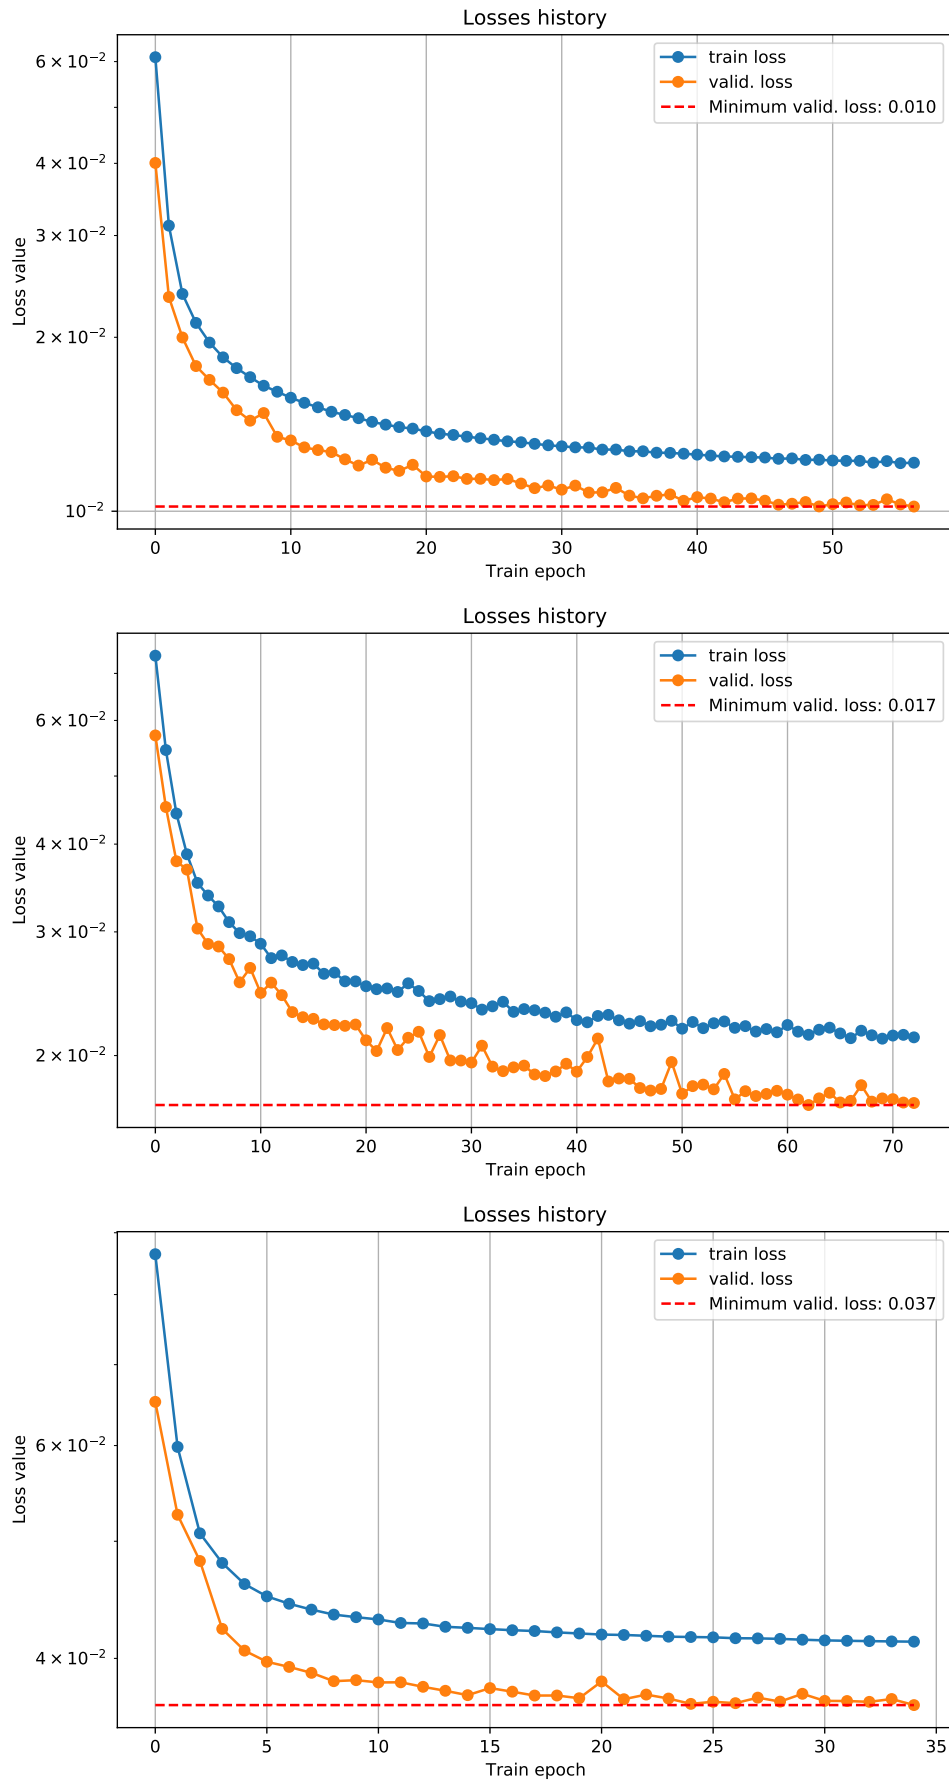 Losses history
train loss
valid. loss
Minimum valid. loss: 0.010
6 × 10⁻²
4 × 10⁻²
3 × 10⁻²
2 × 10⁻²
10⁻²
Loss value
0 10 20 30 40 50
Train epoch
Losses history
train loss
valid. loss
Minimum valid. loss: 0.017
6 × 10⁻²
4 × 10⁻²
3 × 10⁻²
2 × 10⁻²
Loss value
0 10 20 30 40 50 60 70
Train epoch
Losses history
train loss
valid. loss
Minimum valid. loss: 0.037
6 × 10⁻²
4 × 10⁻²
Loss value
0 5 10 15 20 25 30 35
Train epoch